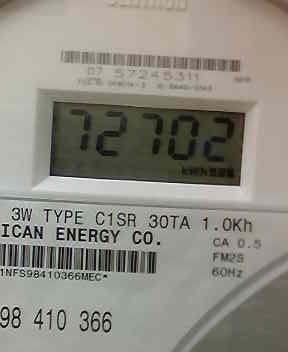 07 57245311
72702
kWh
3W TYPE C1SR 30TA 1.0Kh
ICAN ENERGY CO.
CA 0.5
FM2S
60Hz
1NFS98410366MEC*
98 410 366